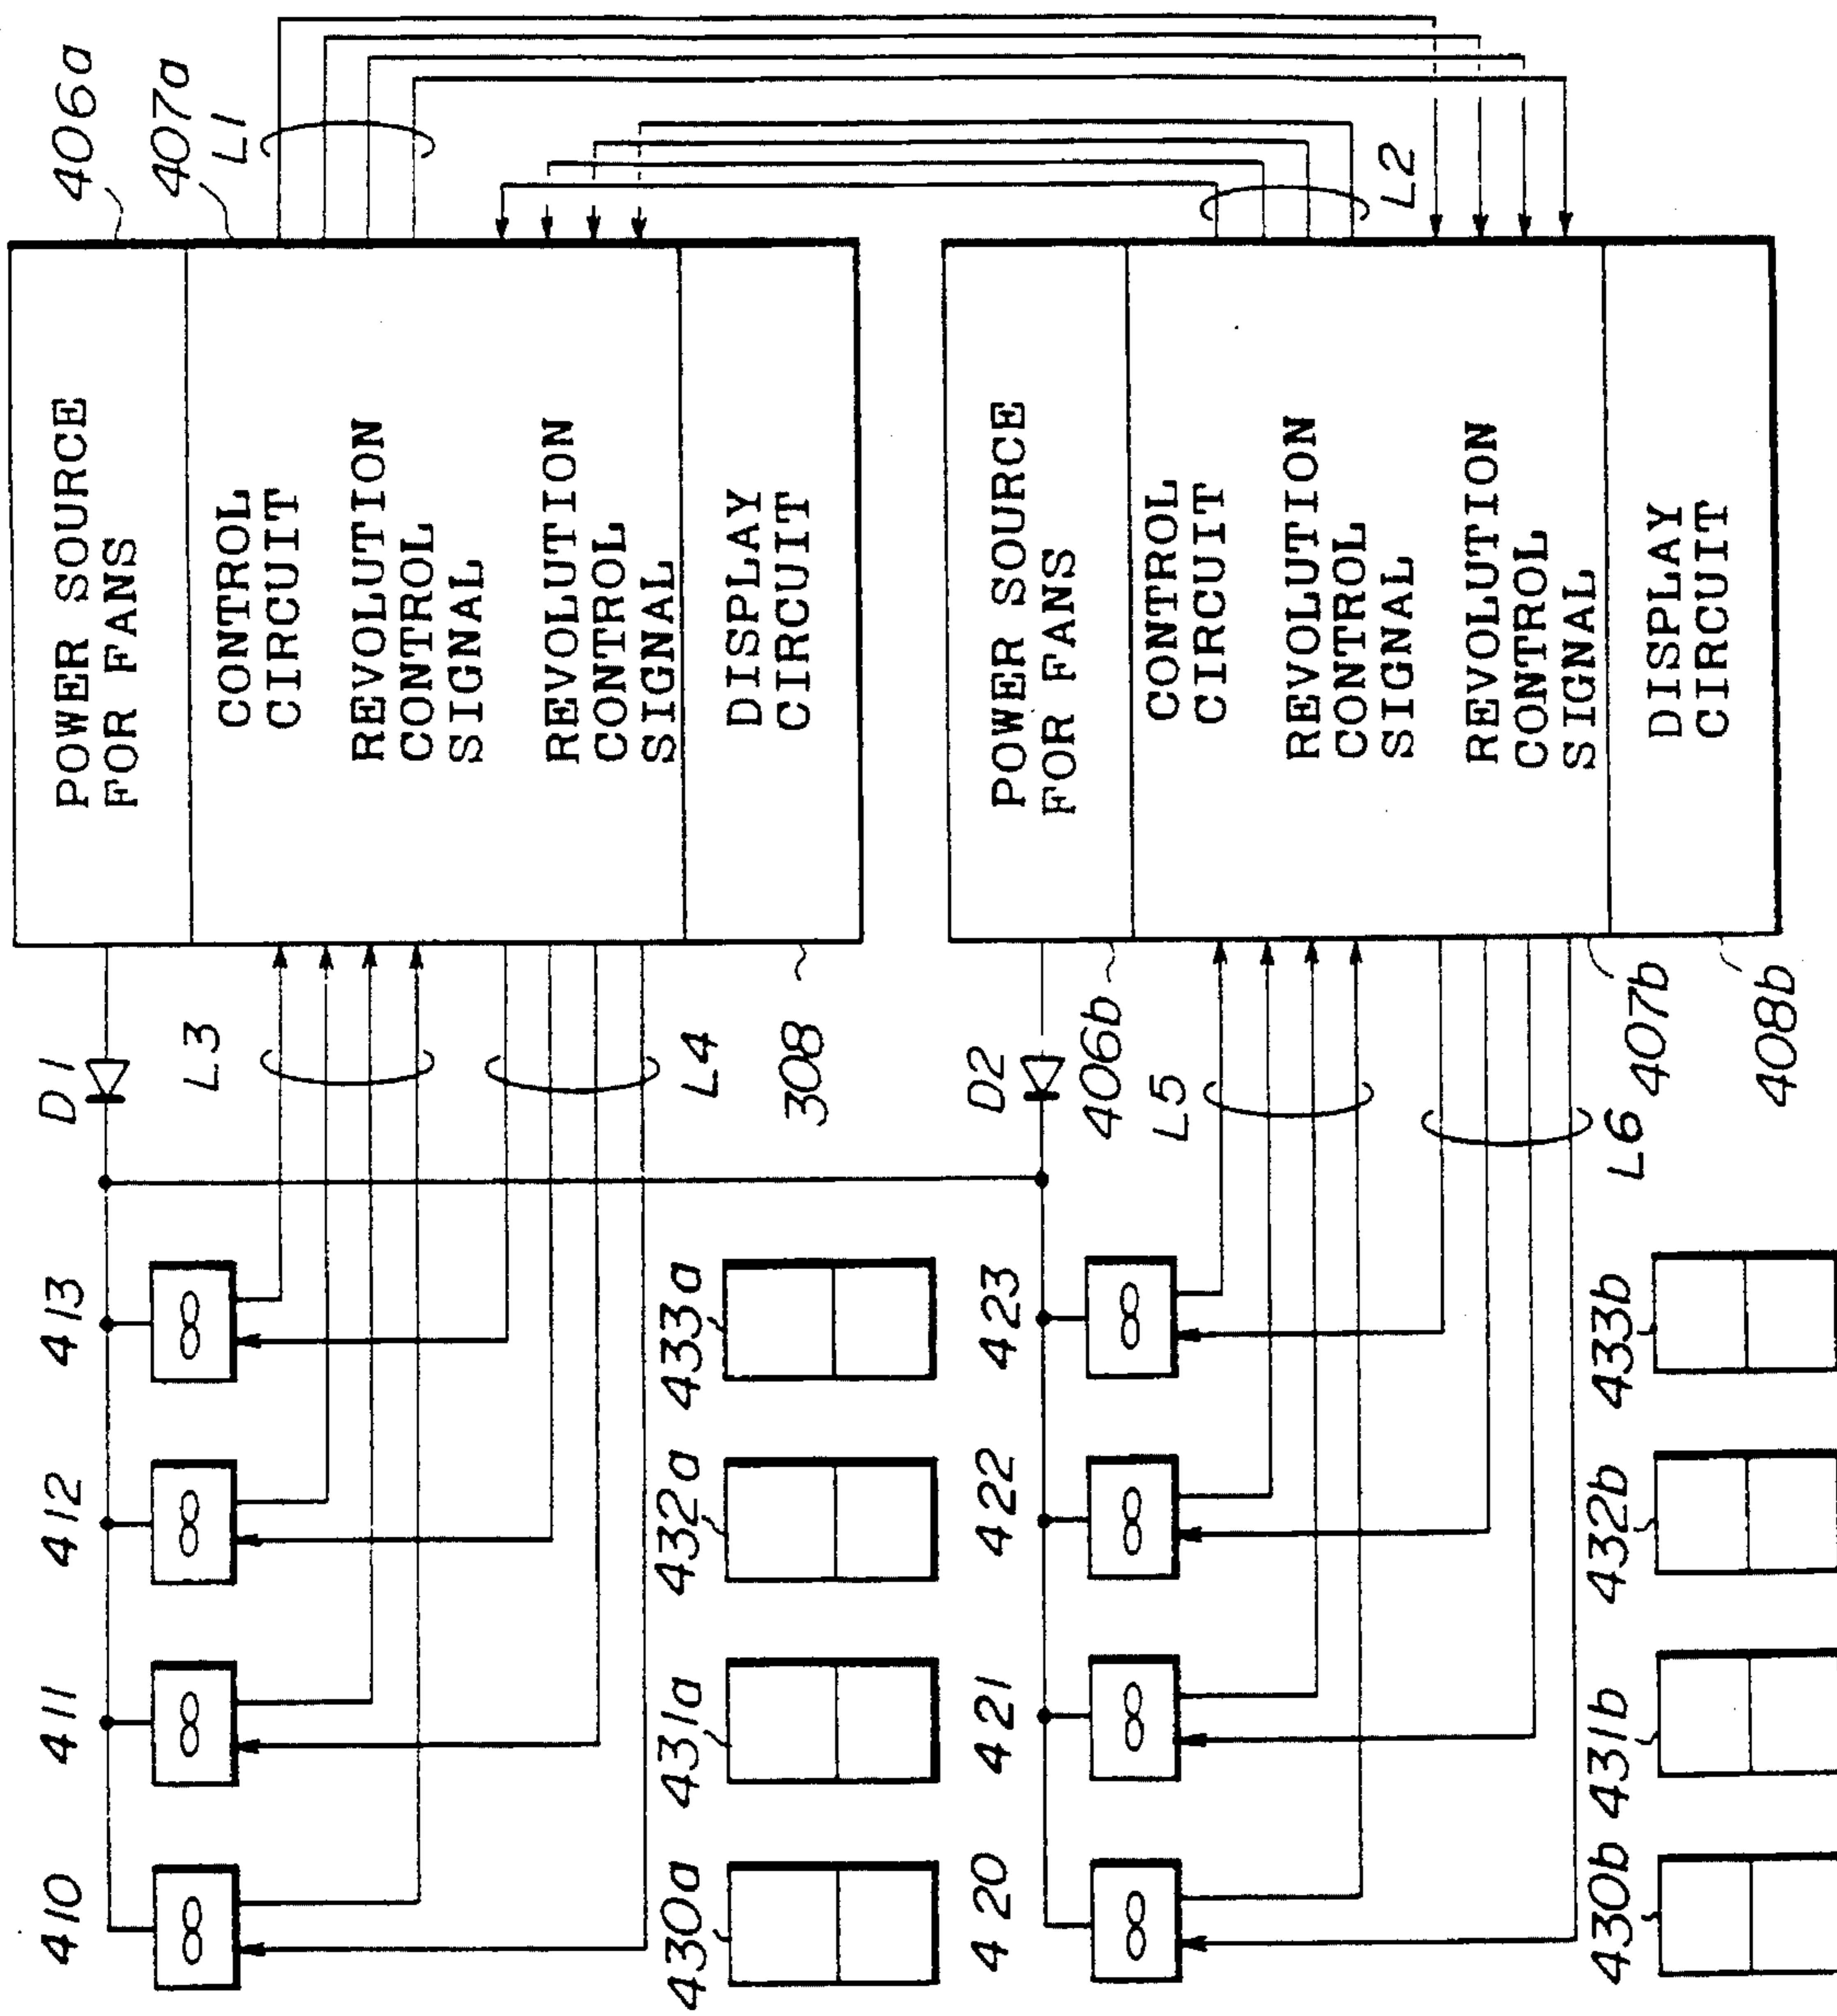 406a
407a
L1
POWER SOURCE
FOR FANS
CONTROL
CIRCUIT
REVOLUTION
CONTROL
SIGNAL
REVOLUTION
CONTROL
SIGNAL
DISPLAY
CIRCUIT
L2
POWER SOURCE
FOR FANS
CONTROL
CIRCUIT
REVOLUTION
CONTROL
SIGNAL
REVOLUTION
CONTROL
SIGNAL
DISPLAY
CIRCUIT
D1
L3
L4
308
D2
406b
L5
L6
407b
408b
410
411
412
413
430a
431a
432a
433a
420
421
422
423
430b
431b
432b
433b